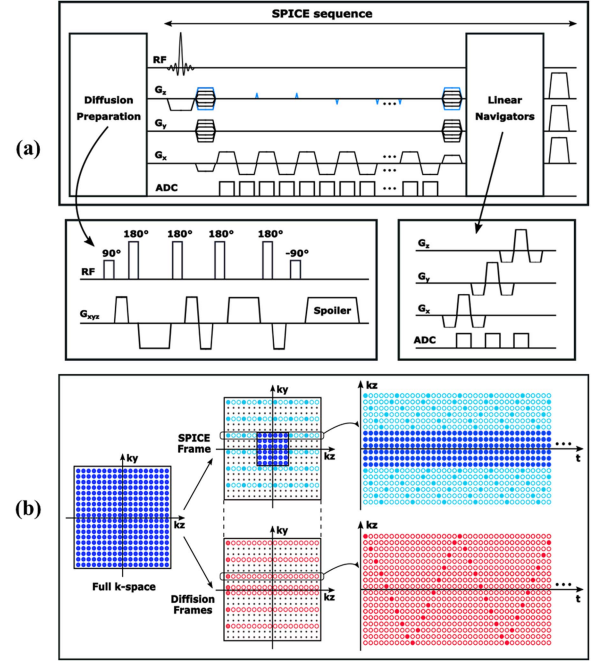 (a)
SPICE sequence
RF
Diffusion
Preparation
Gz
Gy
Gx
ADC
Linear
Navigators
180° 180° 180° 180°
90° -90°
RF
Gxyz
Spoiler
Gz
Gy
Gx
ADC
(b)
ky
kz
Full k-space
SPICE
Frame
ky
kz
kz
t
Diffision
Frames
ky
kz
kz
t